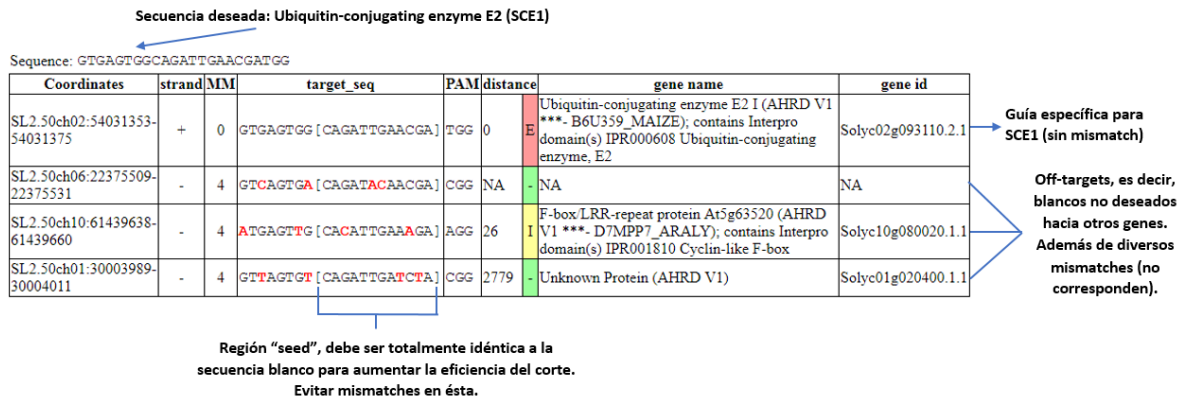 Secuencia deseada: Ubiquitin-conjugating enzyme E2 (SCE1)
Sequence: GTGAGTGGCAGATTGAACGATGG
Coordinates strand MM target_seq PAM distance gene name gene id
SL2.50ch02:54031353-
54031375 + 0 GTGAGTGG[CAGATTGAACGA] TGG 0 E Ubiquitin-conjugating enzyme E2 I (AHRD V1
***- B6U359_MAIZE); contains Interpro
domain(s) IPR000608 Ubiquitin-conjugating
enzyme, E2 Solyc02g093110.2.1
Guía específica para
SCE1 (sin mismatch)
SL2.50ch06:22375509-
22375531 - 4 GTCAGTGA[CAGATACAACGA] CGG NA - NA NA
SL2.50ch10:61439638-
61439660 - 4 ATGAGTTG[CACATTGAAAGA] AGG 26 I F-box/LRR-repeat protein At5g63520 (AHRD
V1 ***- D7MPP7_ARALY); contains Interpro
domain(s) IPR001810 Cyclin-like F-box Solyc10g080020.1.1
SL2.50ch01:30003989-
30004011 - 4 GTTAGTGT[CAGATTGATCTA] CGG 2779 - Unknown Protein (AHRD V1) Solyc01g020400.1.1
Off-targets, es decir,
blancos no deseados
hacia otros genes.
Además de diversos
mismatches (no
corresponden).
Región “seed”, debe ser totalmente idéntica a la
secuencia blanco para aumentar la eficiencia del corte.
Evitar mismatches en ésta.